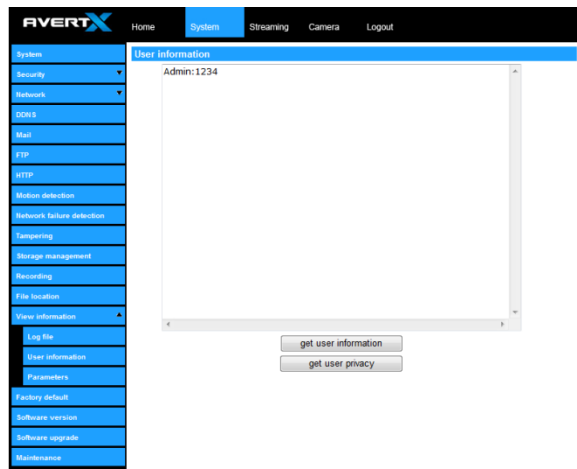 AVERTX
Home System Streaming Camera Logout
System
Security
Network
DDNS
Mail
FTP
HTTP
Motion detection
Network failure detection
Tampering
Storage management
Recording
File location
View information
Log file
User information
Parameters
Factory default
Software version
Software upgrade
Maintenance
User information
Admin:1234
get user information
get user privacy